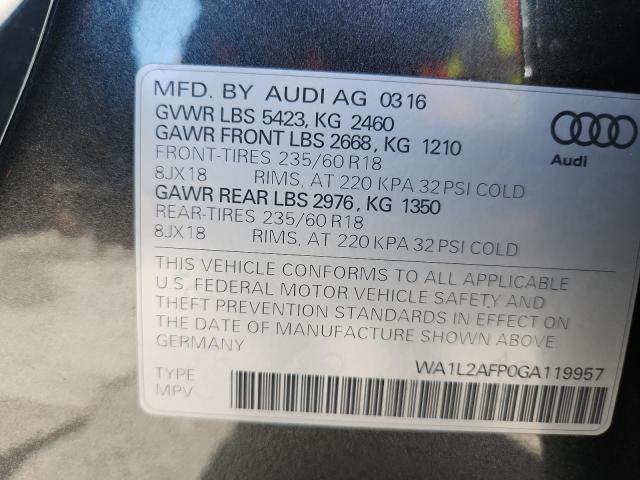 MFD. BY AUDI AG 0316
GVWR LBS 5423, KG 2460
GAWR FRONT LBS 2668, KG 1210
FRONT-TIRES 235/60 R18
8JX18 RIMS, AT 220 KPA 32 PSI COLD
GAWR REAR LBS 2976, KG 1350
REAR-TIRES 235/60 R18
8JX18 RIMS, AT 220 KPA 32 PSI COLD
Audi
THIS VEHICLE CONFORMS TO ALL APPLICABLE
U.S. FEDERAL MOTOR VEHICLE SAFETY AND
THEFT PREVENTION STANDARDS IN EFFECT ON
THE DATE OF MANUFACTURE SHOWN ABOVE
GERMANY
WA1L2AFP0GA119957
TYPE
MPV